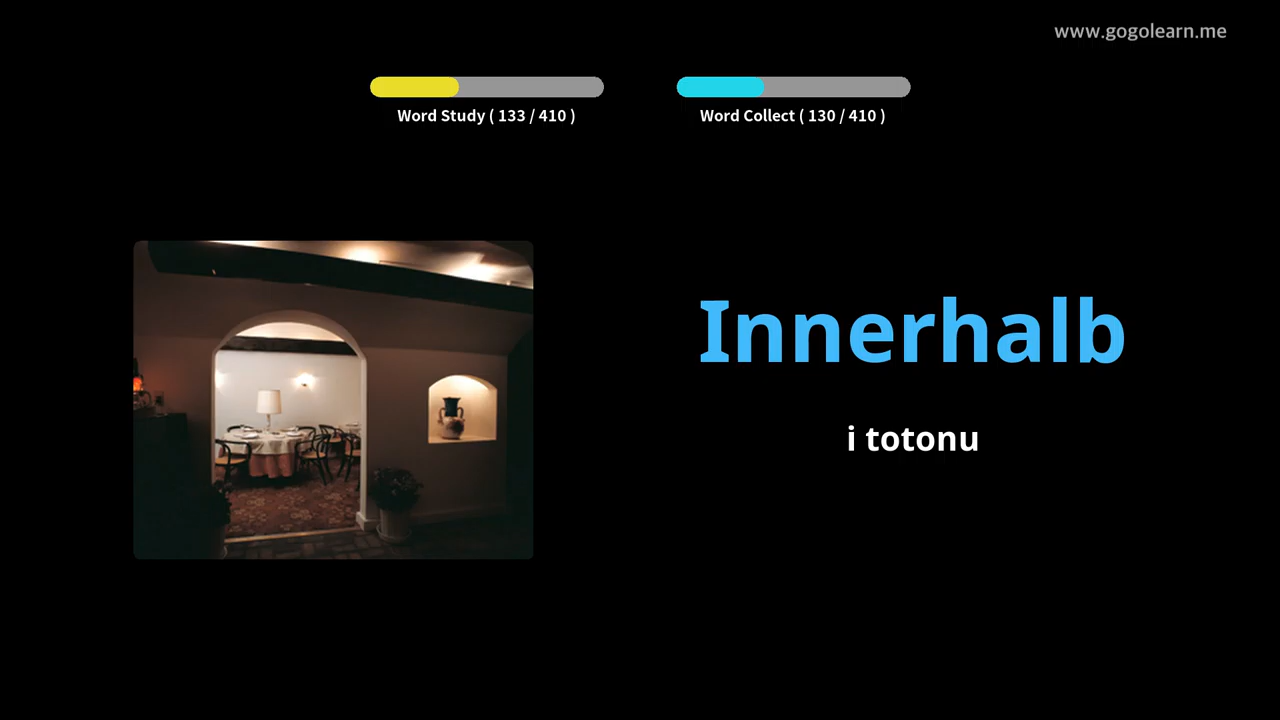 www.gogolearn.me
Word Study ( 133 / 410 )
Word Collect ( 130 / 410 )
Innerhalb
i totonu